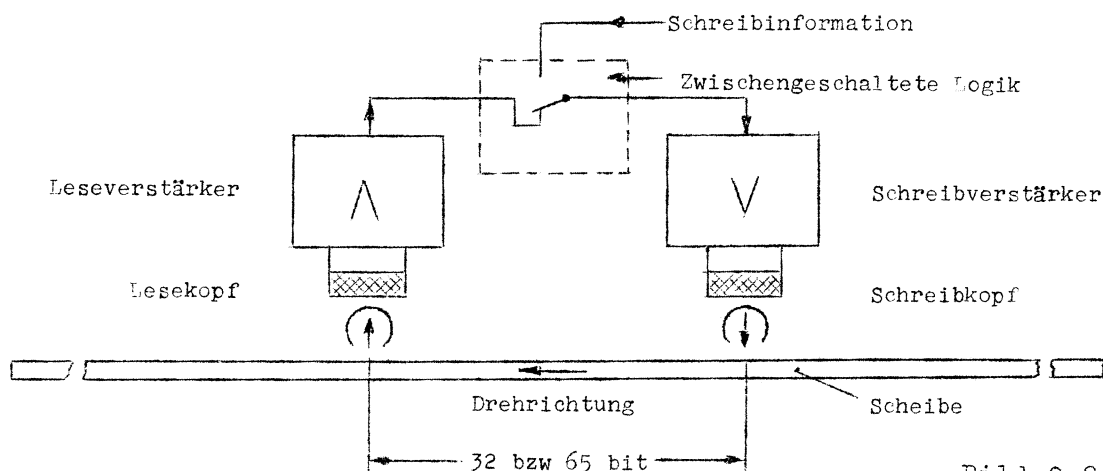 Schreibinformation
Zwischengeschaltete Logik
Leseverstärker
Schreibverstärker
Lesekopf
Schreibkopf
Drehrichtung
Scheibe
32 bzw 65 bit